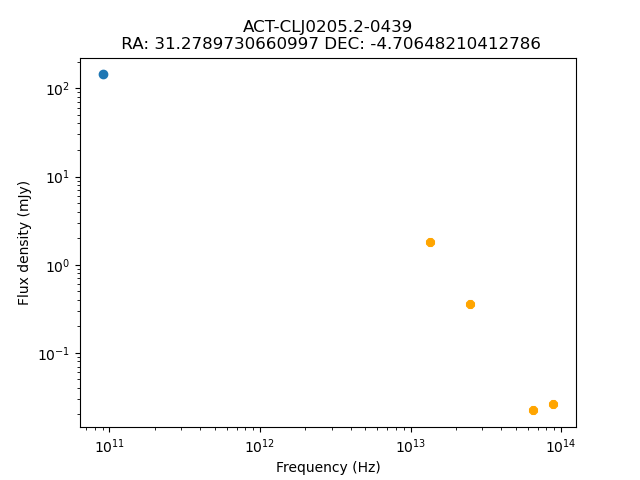 ACT-CLJ0205.2-0439
RA: 31.2789730660997 DEC: -4.70648210412786
Flux density (mJy)
10²
10¹
10⁰
10⁻¹
10¹¹
10¹²
10¹³
10¹⁴
Frequency (Hz)